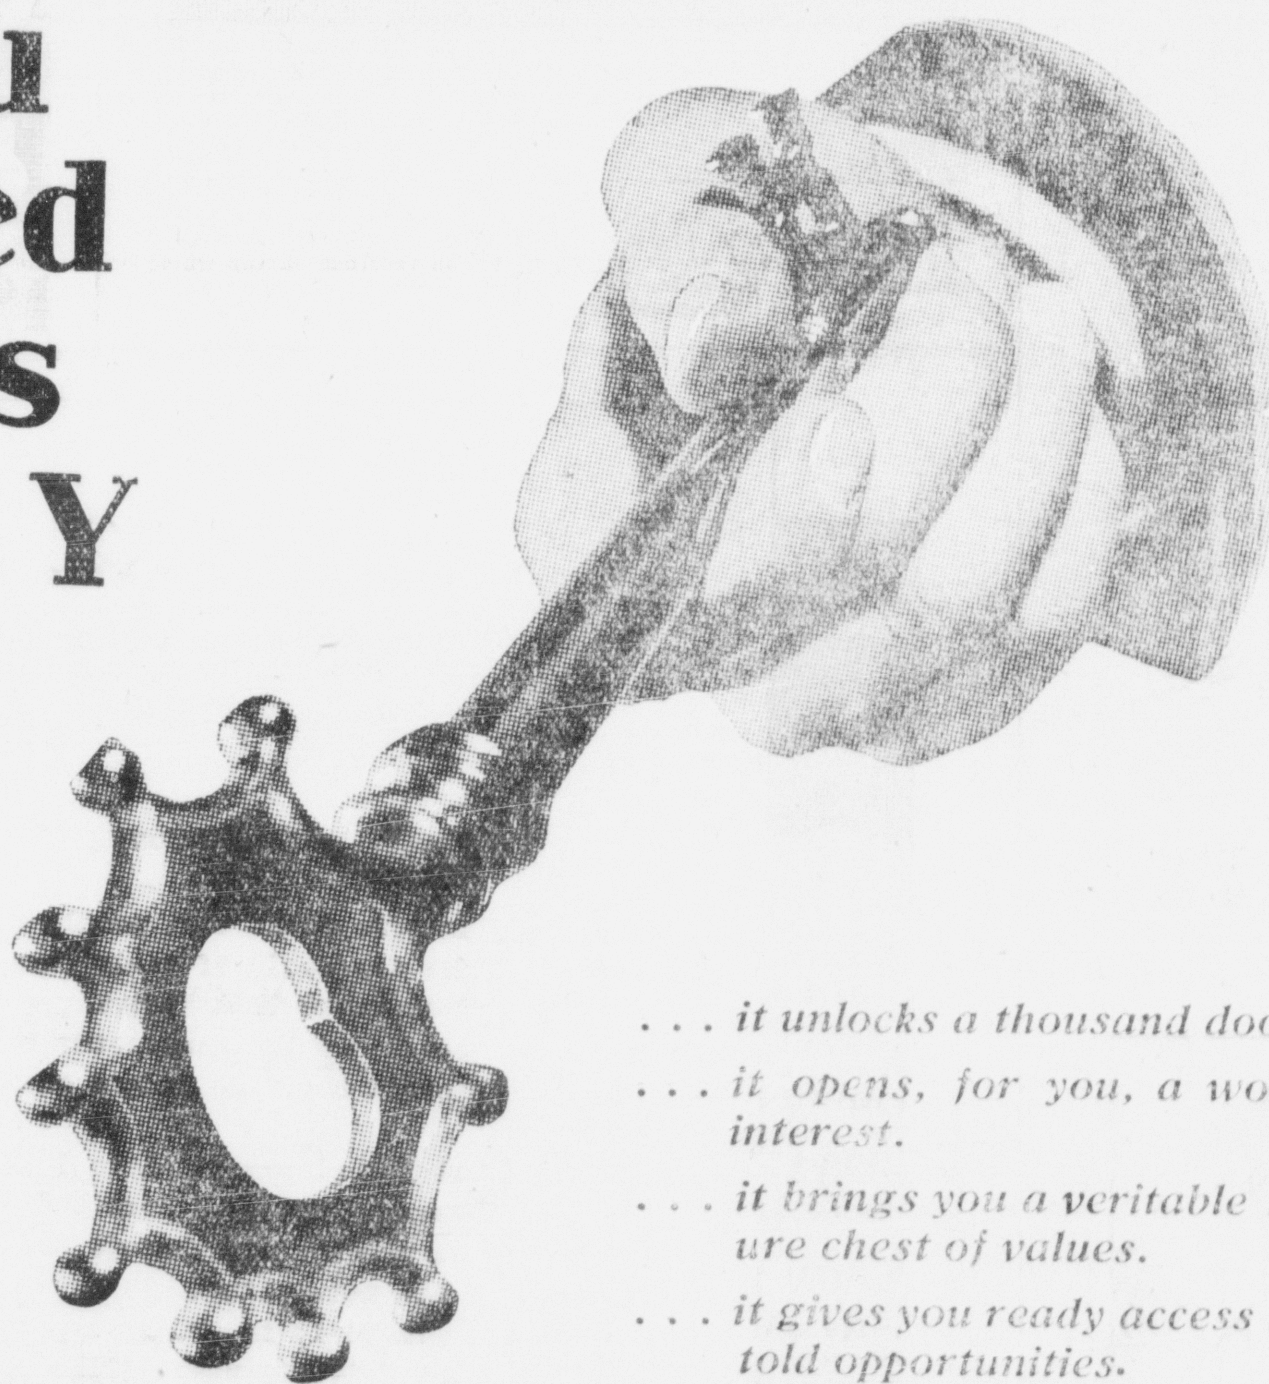 u
ed
s
Y
... it unlocks a thousand doo
... it opens, for you, a wo
interest.
... it brings you a veritable
ure chest of values.
... it gives you ready access
told opportunities.